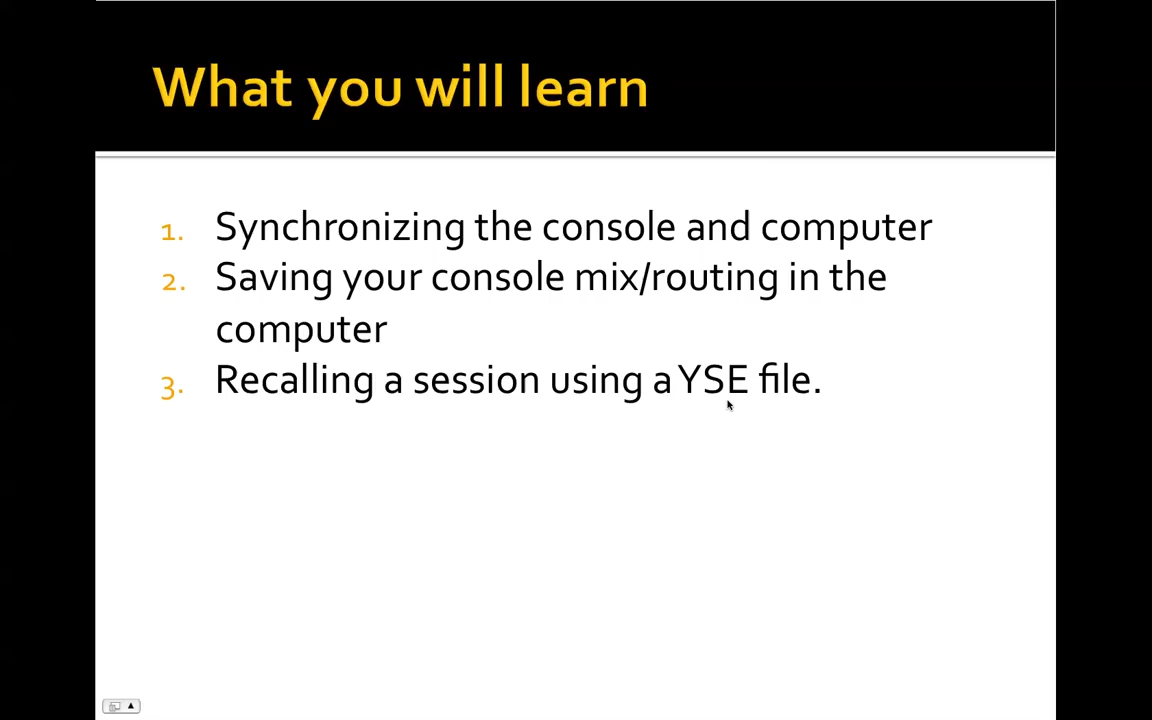 What you will learn
1. Synchronizing the console and computer
2. Saving your console mix/routing in the
computer
3. Recalling a session using a YSE file.